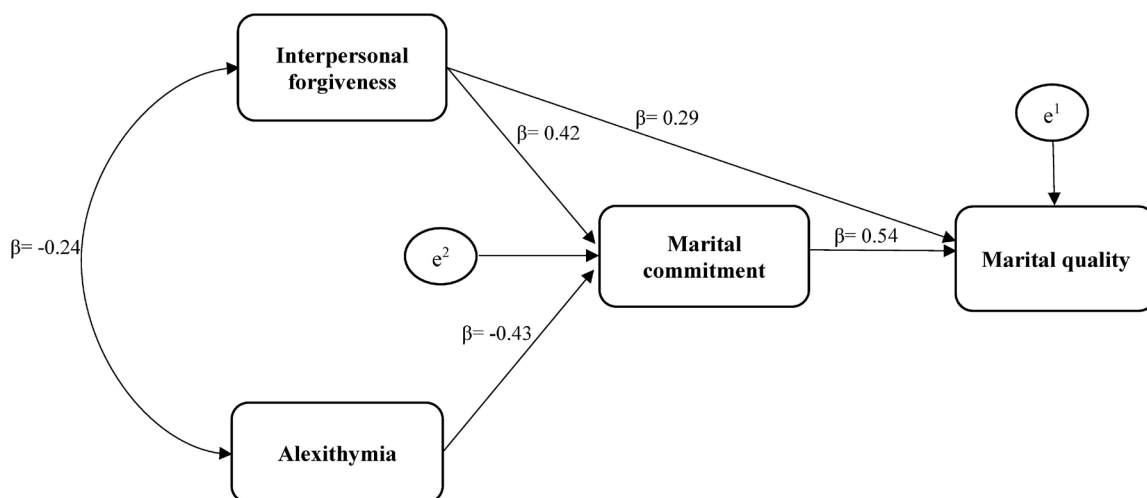 Interpersonal
forgiveness
e¹
β= 0.29
β= 0.42
β= -0.24
e²
Marital
commitment
β= 0.54
Marital quality
β= -0.43
Alexithymia